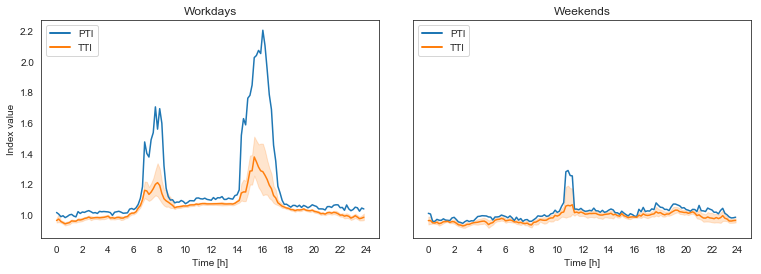 Workdays
Weekends
PTI
TTI
PTI
TTI
Index value
2.2
2.0
1.8
1.6
1.4
1.2
1.0
0 2 4 6 8 10 12 14 16 18 20 22 24
0 2 4 6 8 10 12 14 16 18 20 22 24
Time [h]
Time [h]